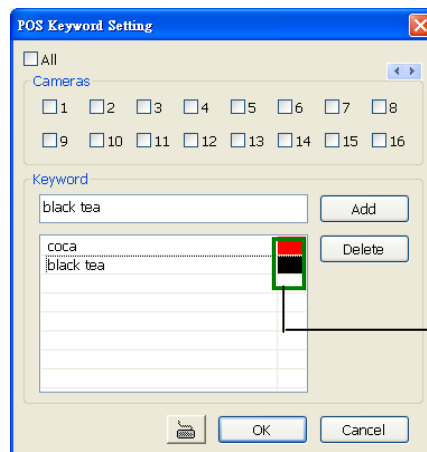 POS Keyword Setting
All
Cameras
1 2 3 4 5 6 7 8
9 10 11 12 13 14 15 16
Keyword
black tea Add
coca Delete
black tea
OK Cancel